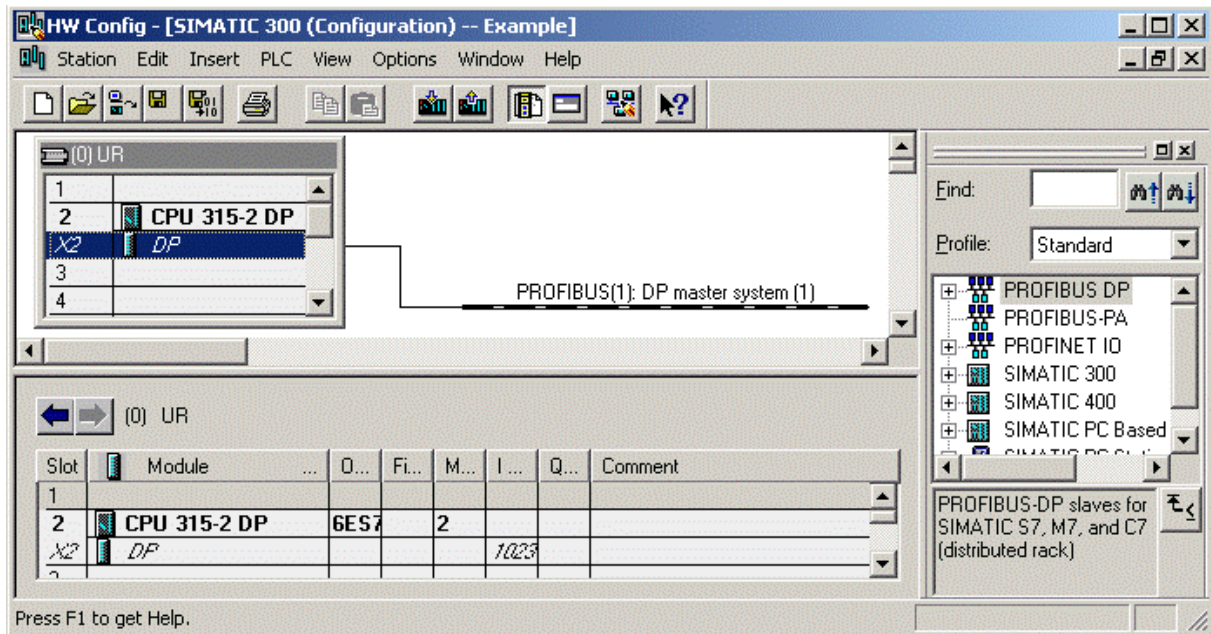 HW Config - [SIMATIC 300 (Configuration) -- Example]
Station Edit Insert PLC View Options Window Help
(0) UR
1
2 CPU 315-2 DP
X2 DP
3
4
PROFIBUS(1): DP master system (1)
Find:
Profile: Standard
PROFIBUS DP
PROFIBUS-PA
PROFINET IO
SIMATIC 300
SIMATIC 400
SIMATIC PC Based
(0) UR
Slot Module ... O... Fi... M... I ... Q... Comment
1
2 CPU 315-2 DP 6ES7 2
X2 DP 1023
PROFIBUS-DP slaves for
SIMATIC S7, M7, and C7
(distributed rack)
Press F1 to get Help.